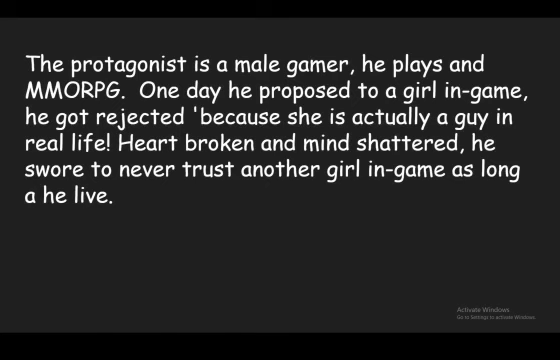 The protagonist is a male gamer, he plays and
MMORPG.  One day he proposed to a girl in-game,
he got rejected 'because she is actually a guy in
real life! Heart broken and mind shattered, he
swore to never trust another girl in-game as long
a he live.
Activate Windows
Go to Settings to activate Windows.